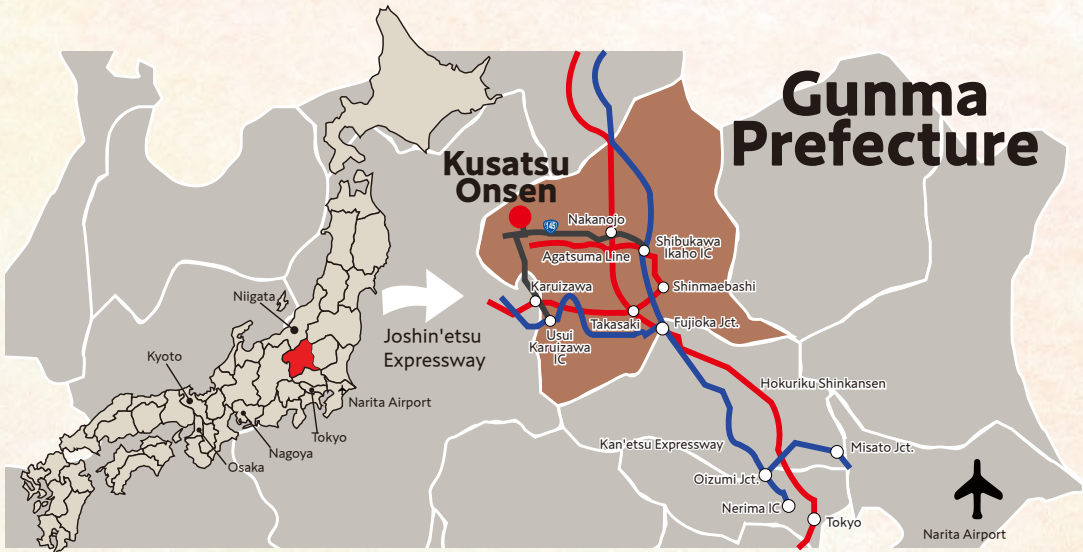 Gunma
Prefecture
Kusatsu
Onsen
145
Nakanojo
Shibukawa
Ikaho IC
Agatsuma Line
Karuizawa
Shinmaebashi
Takasaki
Fujioka Jct.
Usui
Karuizawa
IC
Niigata
Joshin'etsu
Expressway
Kyoto
Narita Airport
Tokyo
Nagoya
Osaka
Hokuriku Shinkansen
Kan'etsu Expressway
Misato Jct.
Oizumi Jct.
Nerima IC
Tokyo
Narita Airport